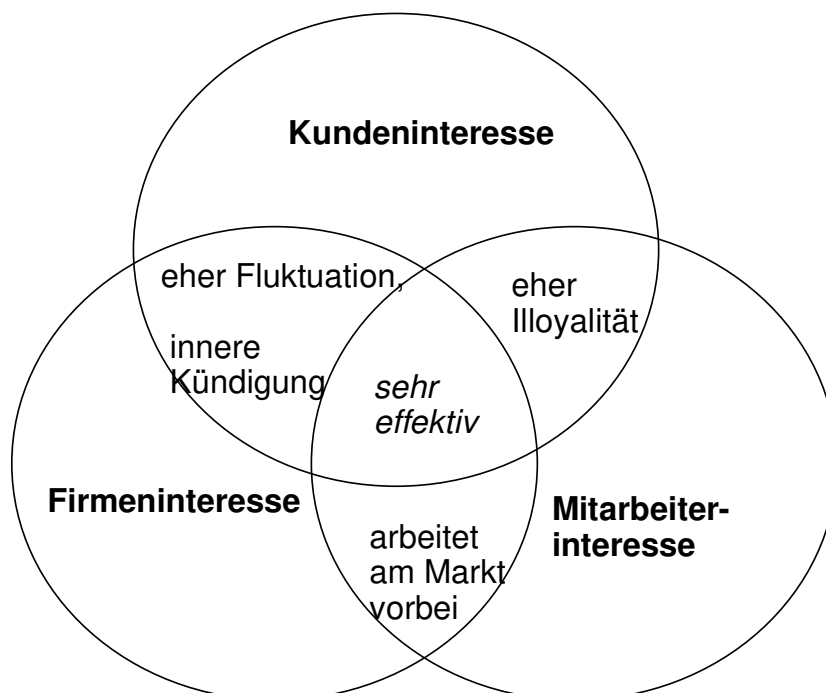 Kundeninteresse
eher Fluktuation,
innere
Kündigung
eher
Illoyalität
sehr
effektiv
Firmeninteresse
Mitarbeiter-
interesse
arbeitet
am Markt
vorbei